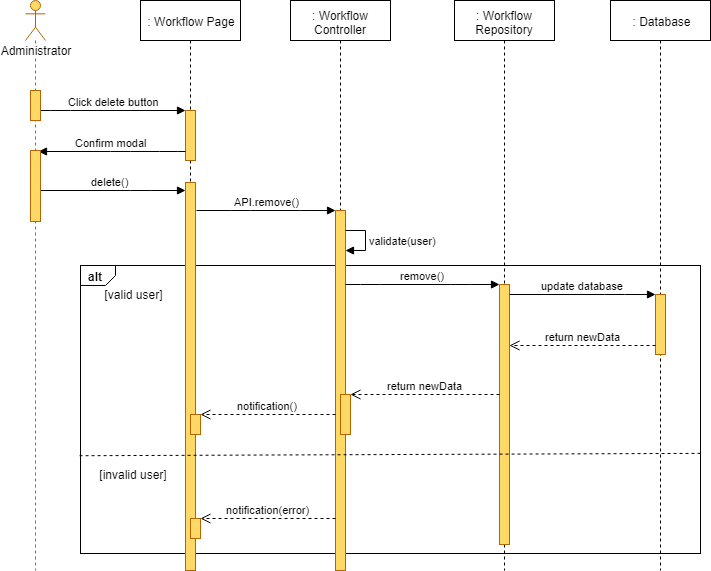 Administrator
: Workflow Page
: Workflow
Controller
: Workflow
Repository
: Database
Click delete button
Confirm modal
delete()
API.remove()
validate(user)
alt
[valid user]
remove()
update database
return newData
return newData
notification()
[invalid user]
notification(error)